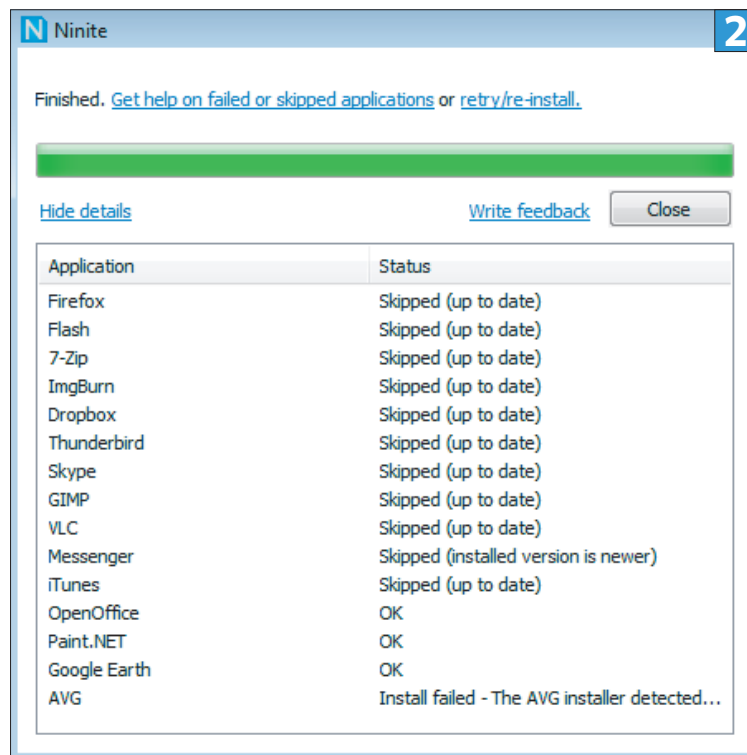 Ninite
2
Finished. Get help on failed or skipped applications or retry/re-install.
Hide details Write feedback Close
Application Status
Firefox Skipped (up to date)
Flash Skipped (up to date)
7-Zip Skipped (up to date)
ImgBurn Skipped (up to date)
Dropbox Skipped (up to date)
Thunderbird Skipped (up to date)
Skype Skipped (up to date)
GIMP Skipped (up to date)
VLC Skipped (up to date)
Messenger Skipped (installed version is newer)
iTunes Skipped (up to date)
OpenOffice OK
Paint.NET OK
Google Earth OK
AVG Install failed - The AVG installer detected...